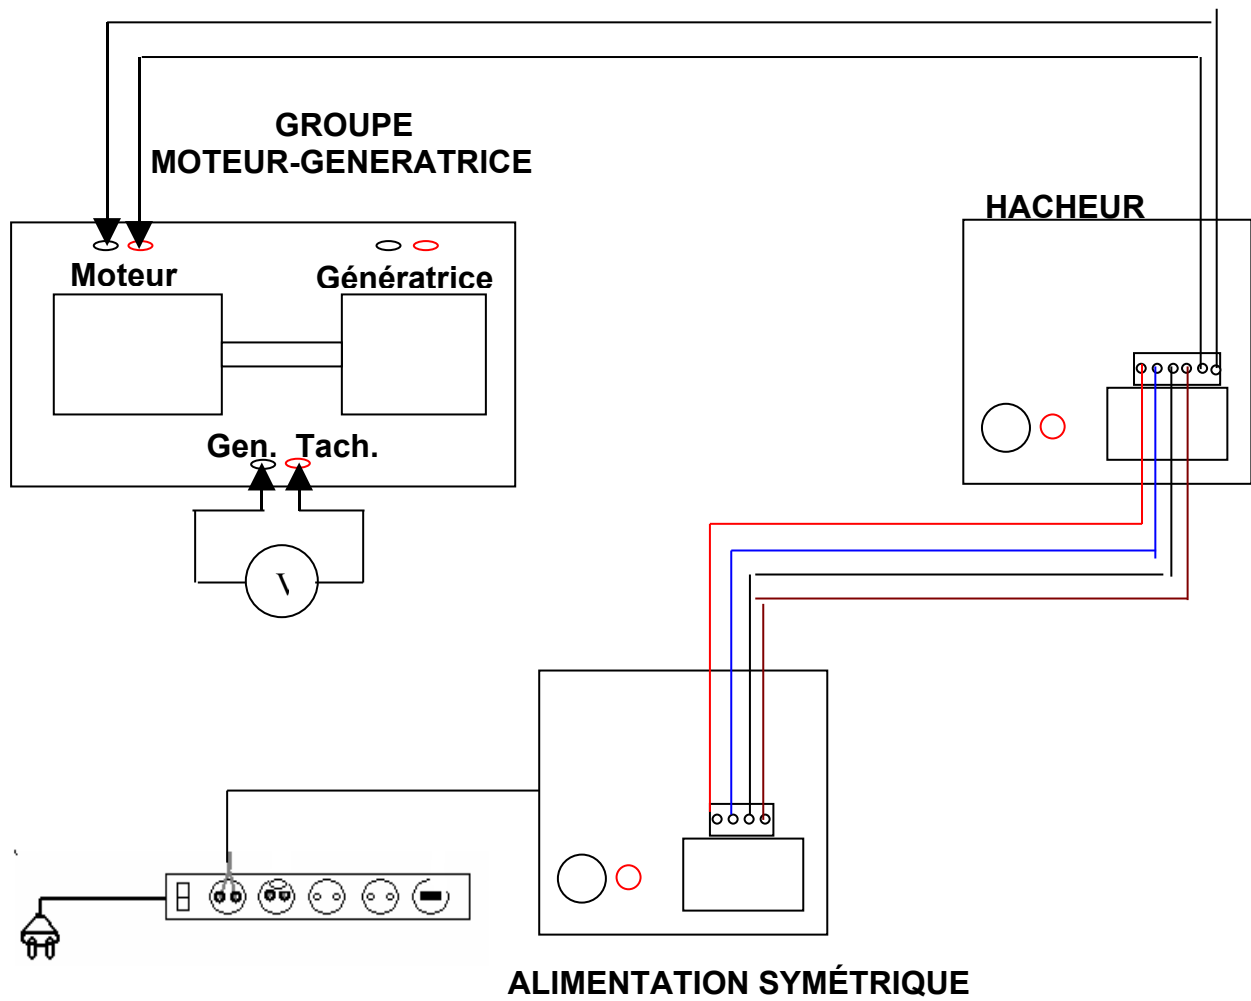 GROUPE
MOTEUR-GENERATRICE
HACHEUR
Moteur
Génératrice
Gen. Tach.
V
ALIMENTATION SYMÉTRIQUE